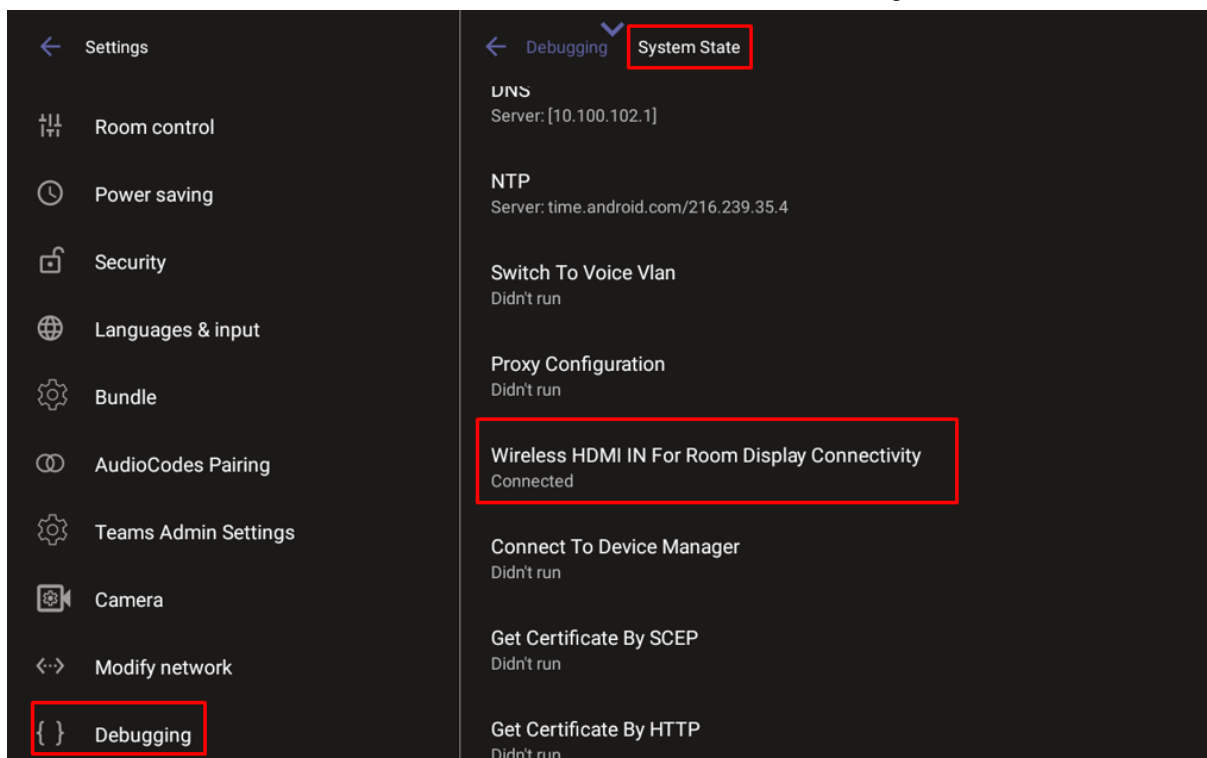 Settings
Room control
Power saving
Security
Languages & input
Bundle
AudioCodes Pairing
Teams Admin Settings
Camera
Modify network
{ } Debugging
Debugging System State
DNS
Server: [10.100.102.1]
NTP
Server: time.android.com/216.239.35.4
Switch To Voice Vlan
Didn't run
Proxy Configuration
Didn't run
Wireless HDMI IN For Room Display Connectivity
Connected
Connect To Device Manager
Didn't run
Get Certificate By SCEP
Didn't run
Get Certificate By HTTP
Didn't run